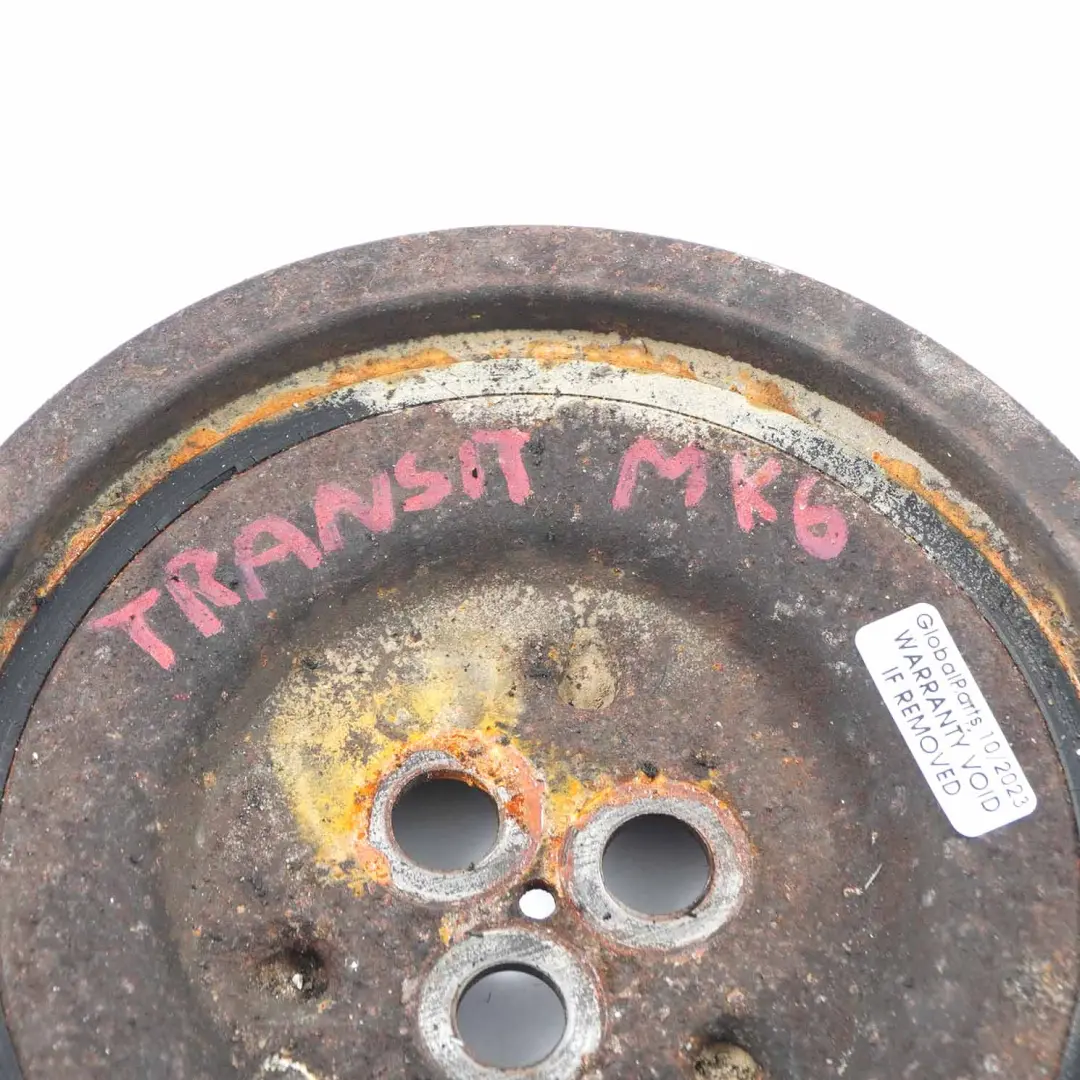 TRANSIT MK6
GlobalParts, 10/2023
WARRANTY VOID
IF REMOVED